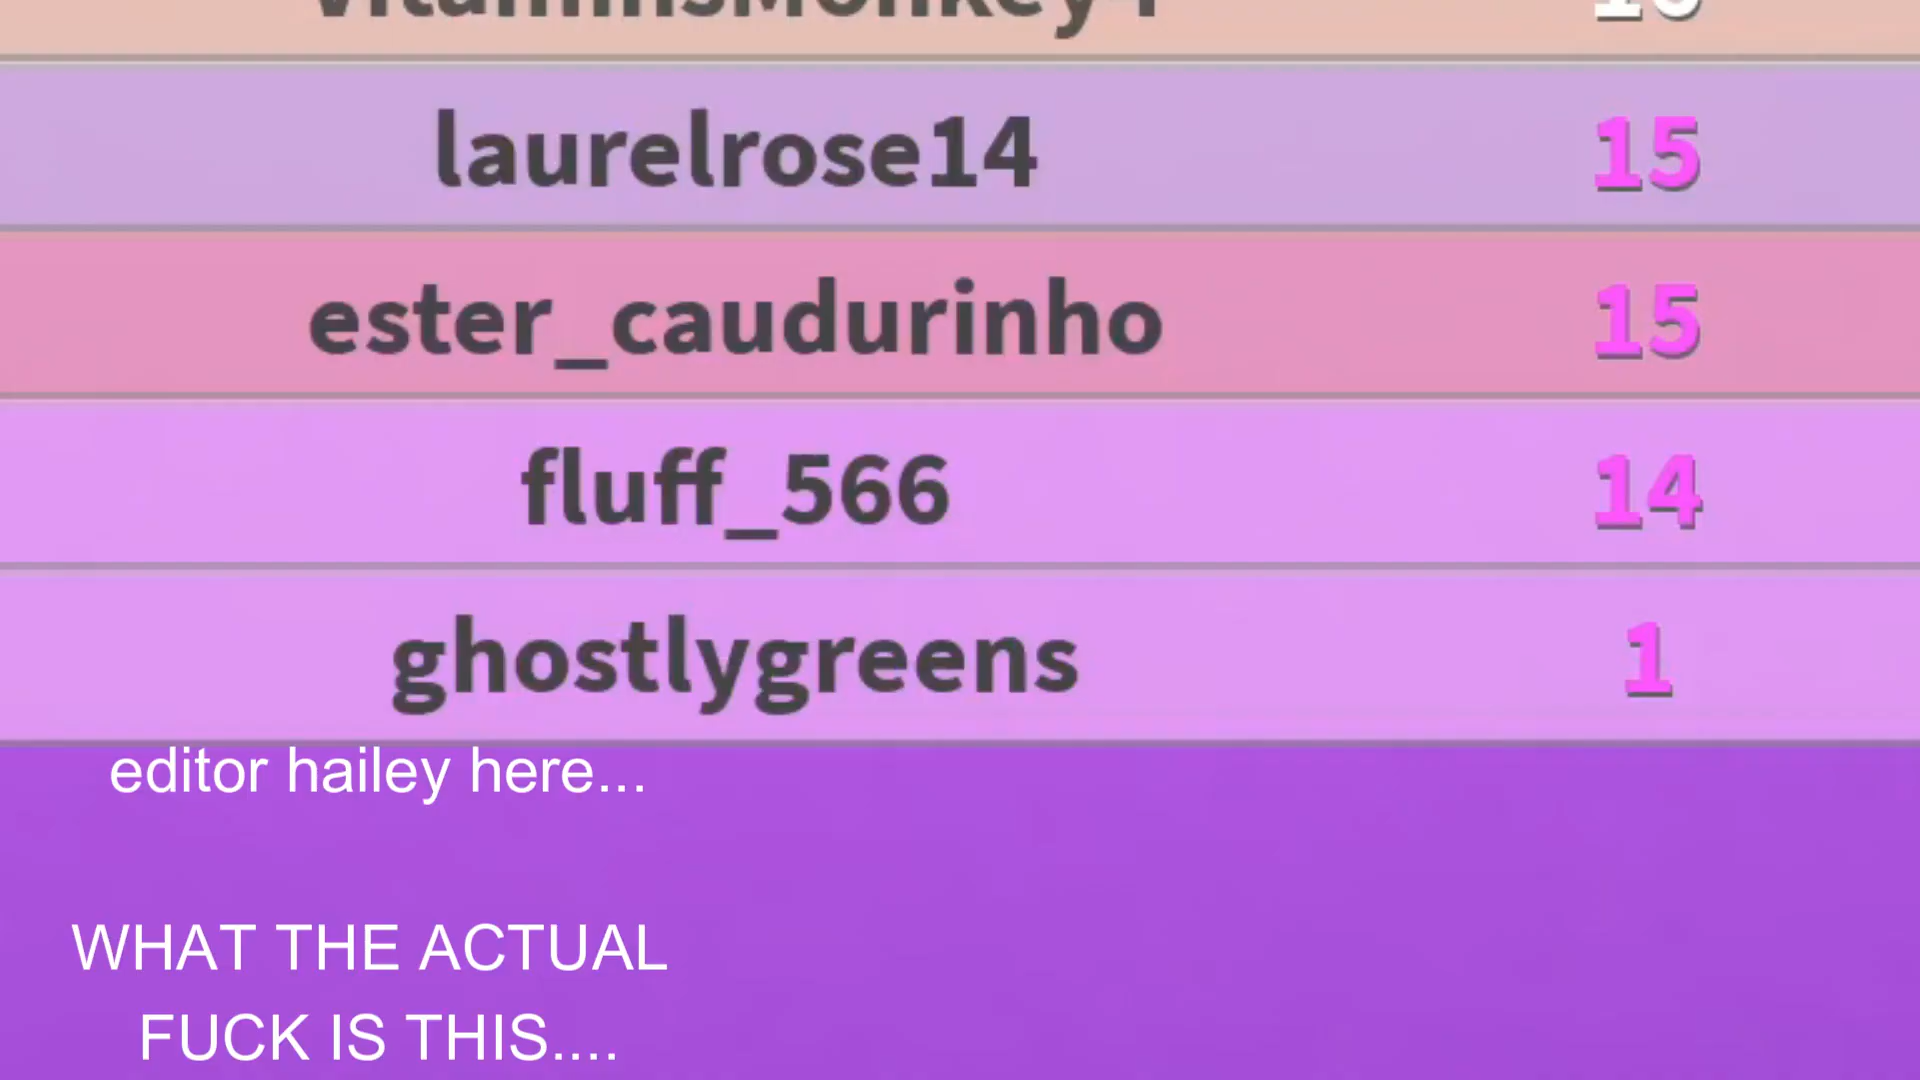 laurelrose14 15
ester_caudurinho 15
fluff_566 14
ghostlygreens 1
editor hailey here...
WHAT THE ACTUAL
FUCK IS THIS....